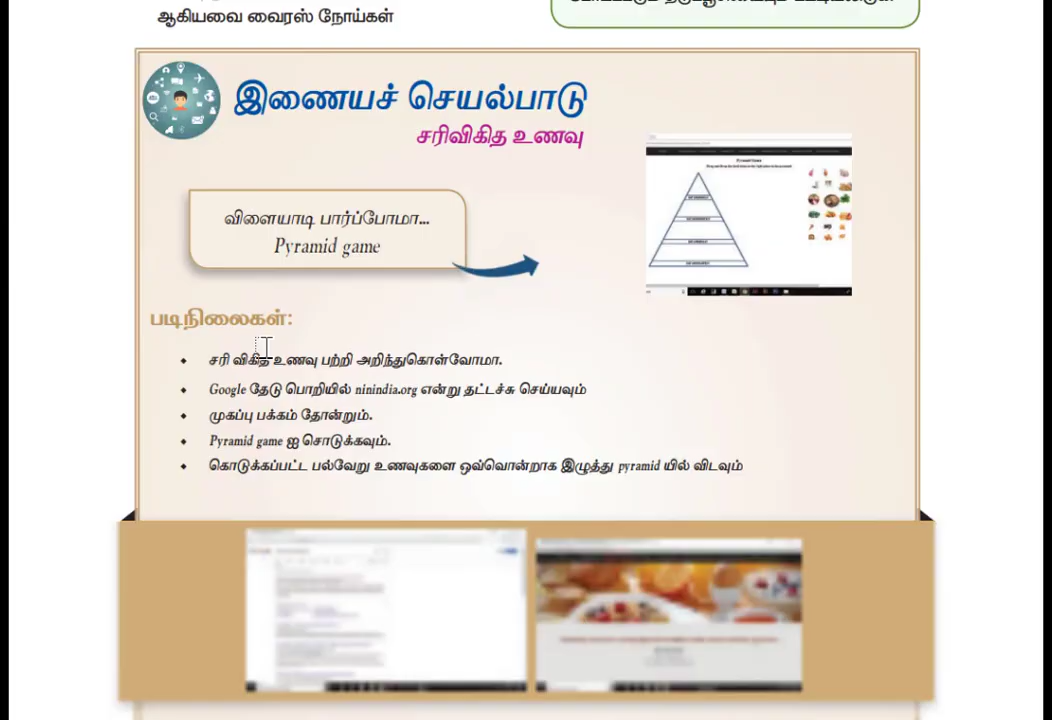 ஆகியவை வைரஸ் நோய்கள்
இணையச் செயல்பாடு
சரிவிகித உணவு
விளையாடி பார்ப்போமா...
Pyramid game
படிநிலைகள்:
சரி விகித உணவு பற்றி அறிந்துகொள்வோமா.
Google தேடு பொறியில் ninindia.org என்று தட்டச்சு செய்யவும்
முகப்பு பக்கம் தோன்றும்.
Pyramid game ஐ சொடுக்கவும்.
கொடுக்கப்பட்ட பல்வேறு உணவுகளை ஒவ்வொன்றாக இழுத்து pyramid யில் விடவும்